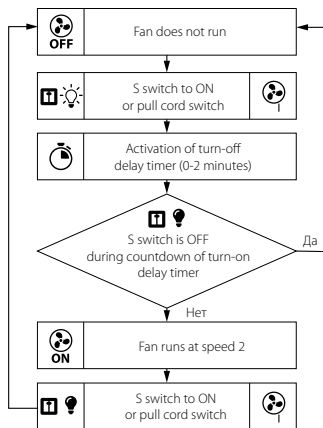 OFF
Fan does not run
S switch to ON
or pull cord switch
Activation of turn-off
delay timer (0-2 minutes)
S switch is OFF
during countdown of turn-on
delay timer
Да
Нет
ON
Fan runs at speed 2
S switch to ON
or pull cord switch